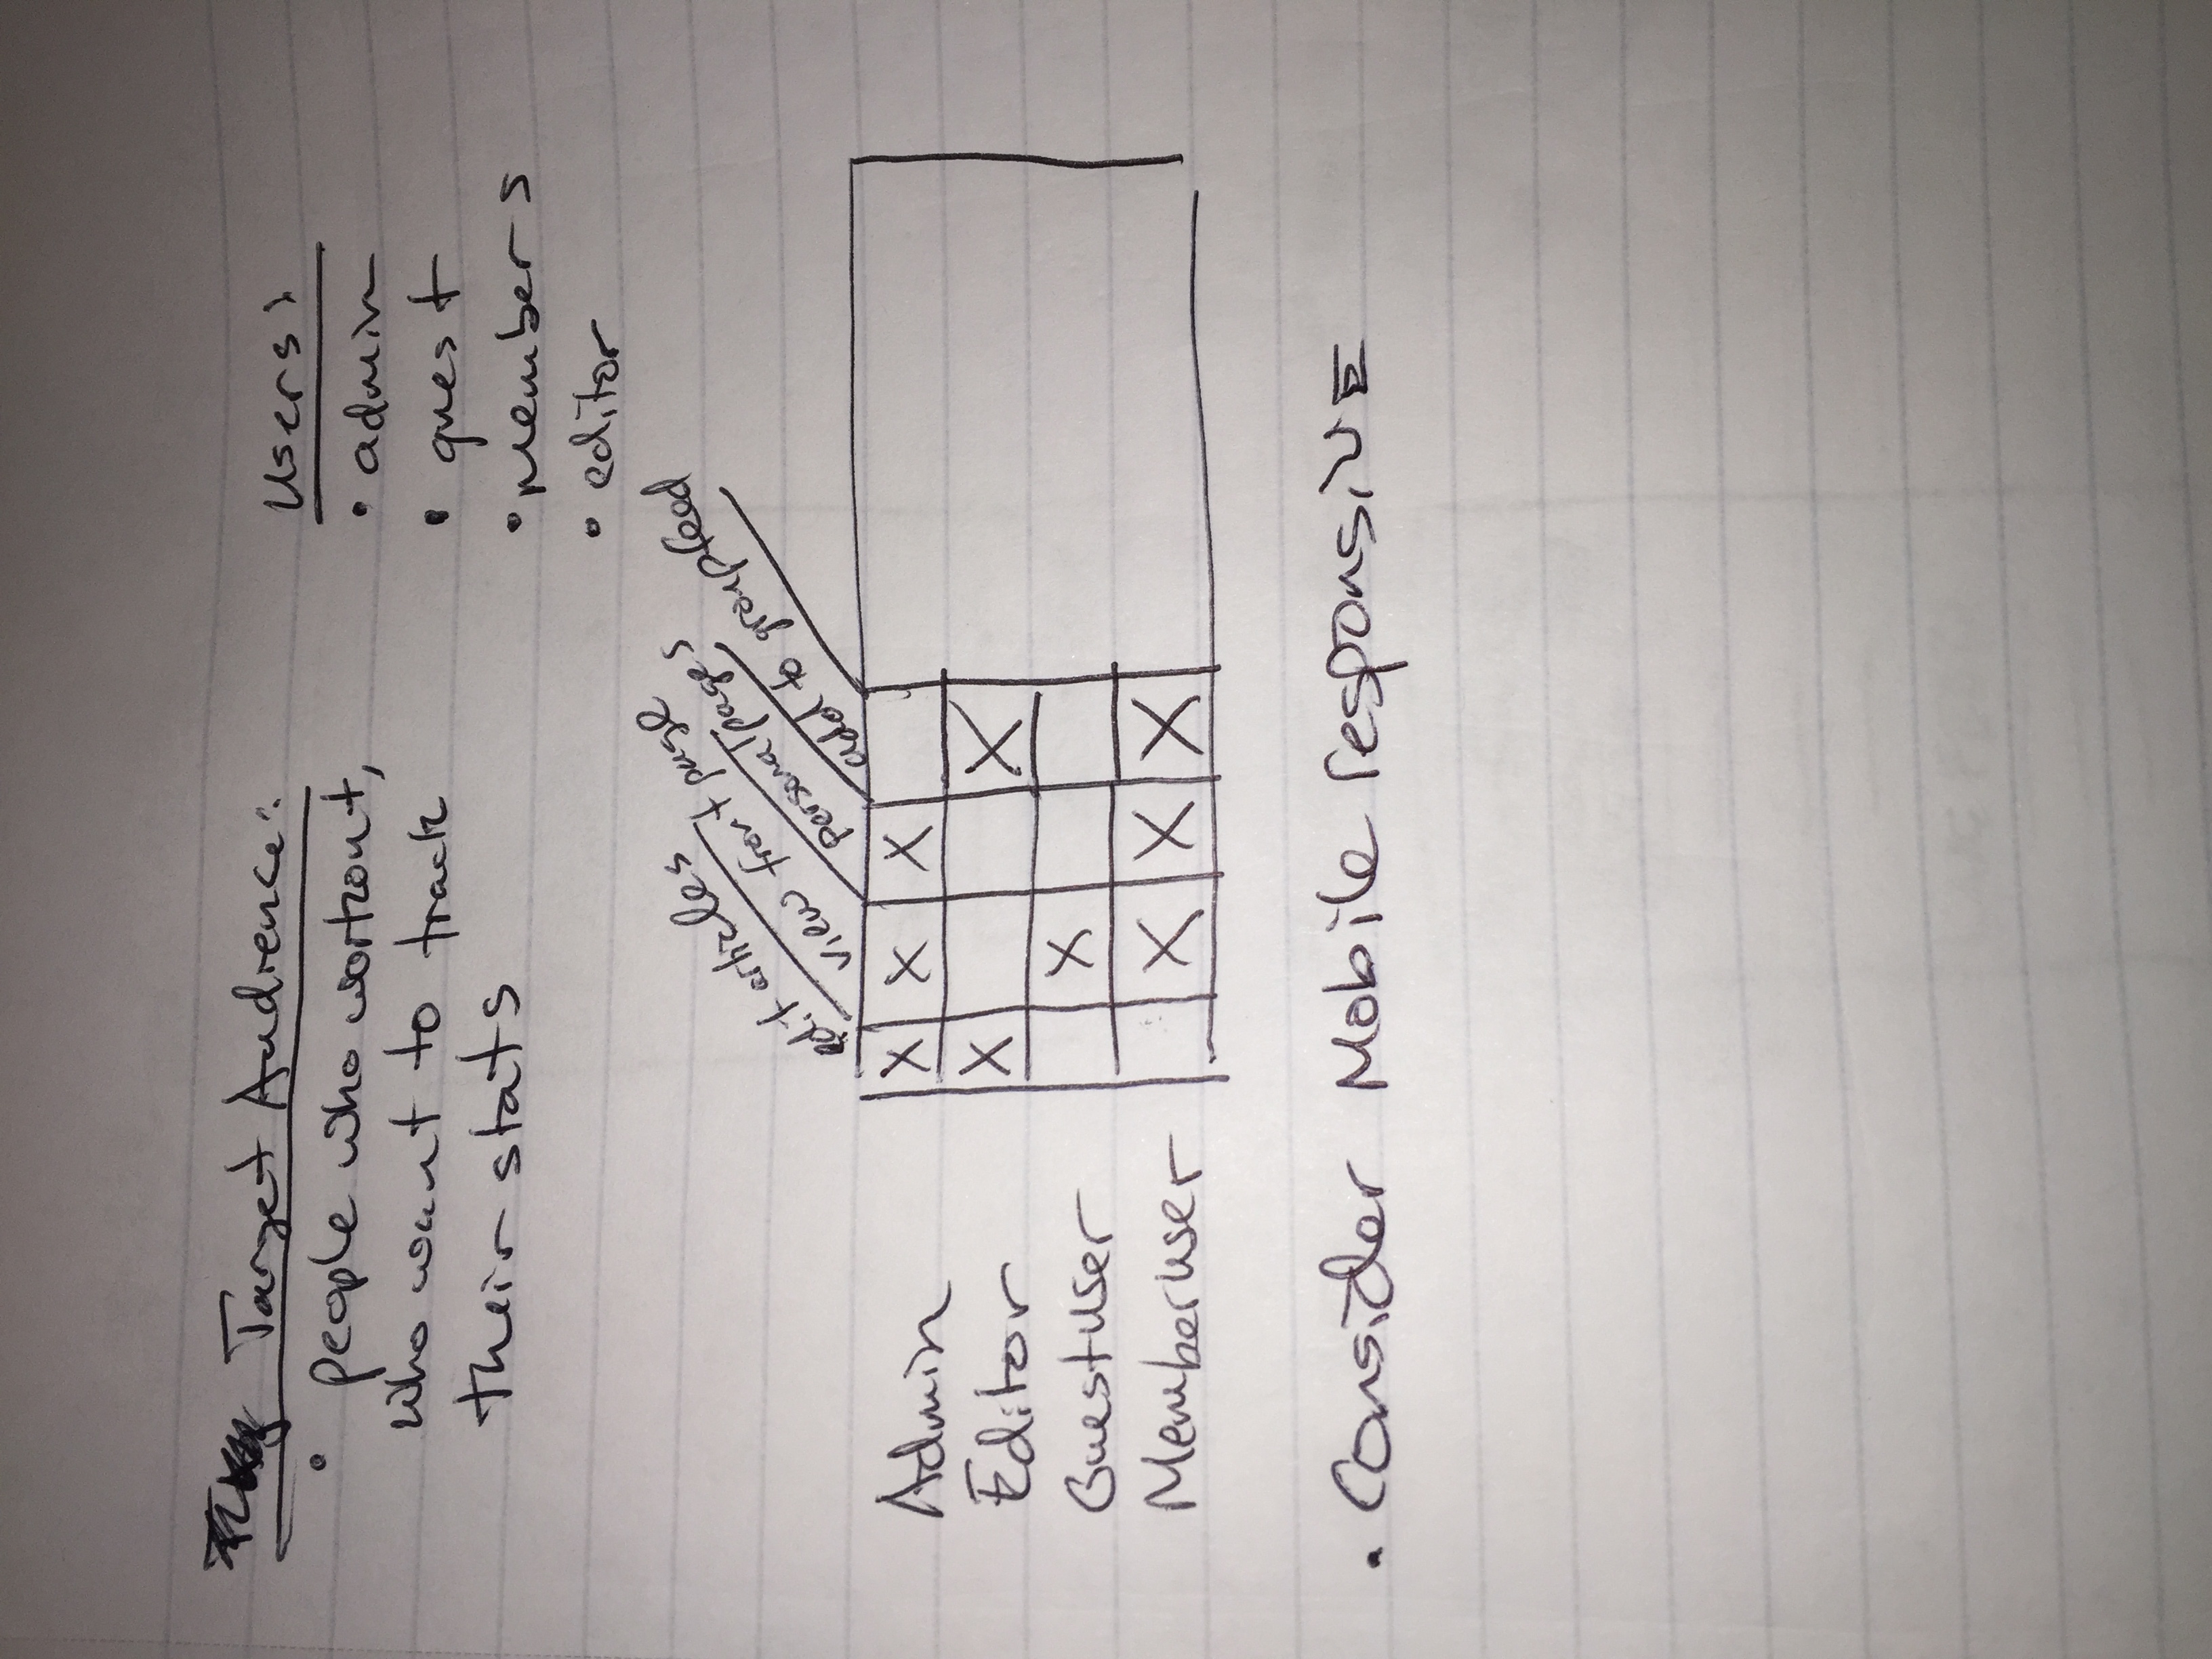 Target Audience:
• people who workout,
who want to track
their stats
Users:
• admin
• guest
• members
• editor
edit articles
view front page
personal pages
add to groupfeed
Admin X X X
Editor X X
Guestuser X
Memberuser X X X
• Consider Mobile responsive